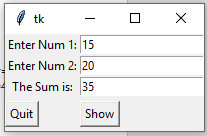 tk
Enter Num 1: 15
Enter Num 2: 20
The Sum is: 35
Quit Show